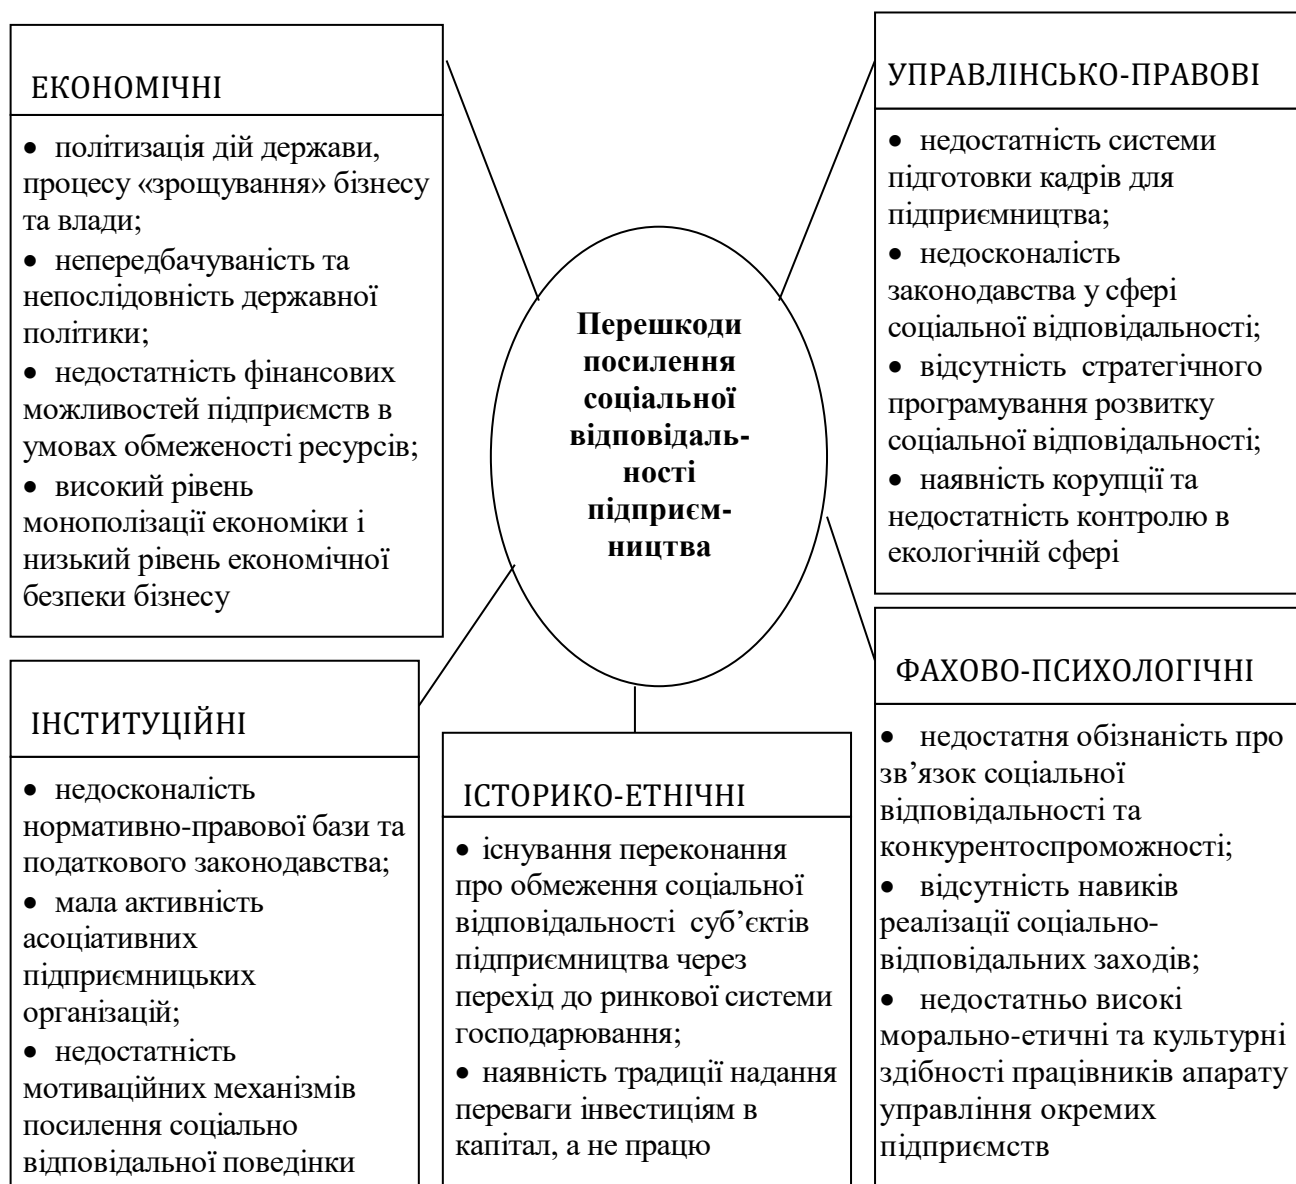 ЕКОНОМІЧНІ
• політизація дій держави,
процесу «зрощування» бізнесу
та влади;
• непередбачуваність та
непослідовність державної
політики;
• недостатність фінансових
можливостей підприємств в
умовах обмеженості ресурсів;
• високий рівень
монополізації економіки і
низький рівень економічної
безпеки бізнесу
УПРАВЛІНСЬКО-ПРАВОВІ
• недостатність системи
підготовки кадрів для
підприємництва;
• недосконалість
законодавства у сфері
соціальної відповідальності;
• відсутність стратегічного
програмування розвитку
соціальної відповідальності;
• наявність корупції та
недостатність контролю в
екологічній сфері
Перешкоди
посилення
соціальної
відповідаль-
ності
підприєм-
ництва
ІНСТИТУЦІЙНІ
• недосконалість
нормативно-правової бази та
податкового законодавства;
• мала активність
асоціативних
підприємницьких
організацій;
• недостатність
мотиваційних механізмів
посилення соціально
відповідальної поведінки
ІСТОРИКО-ЕТНІЧНІ
• існування переконання
про обмеження соціальної
відповідальності суб’єктів
підприємництва через
перехід до ринкової системи
господарювання;
• наявність традиції надання
переваги інвестиціям в
капітал, а не працю
ФАХОВО-ПСИХОЛОГІЧНІ
• недостатня обізнаність про
зв’язок соціальної
відповідальності та
конкурентоспроможності;
• відсутність навиків
реалізації соціально-
відповідальних заходів;
• недостатньо високі
морально-етичні та культурні
здібності працівників апарату
управління окремих
підприємств